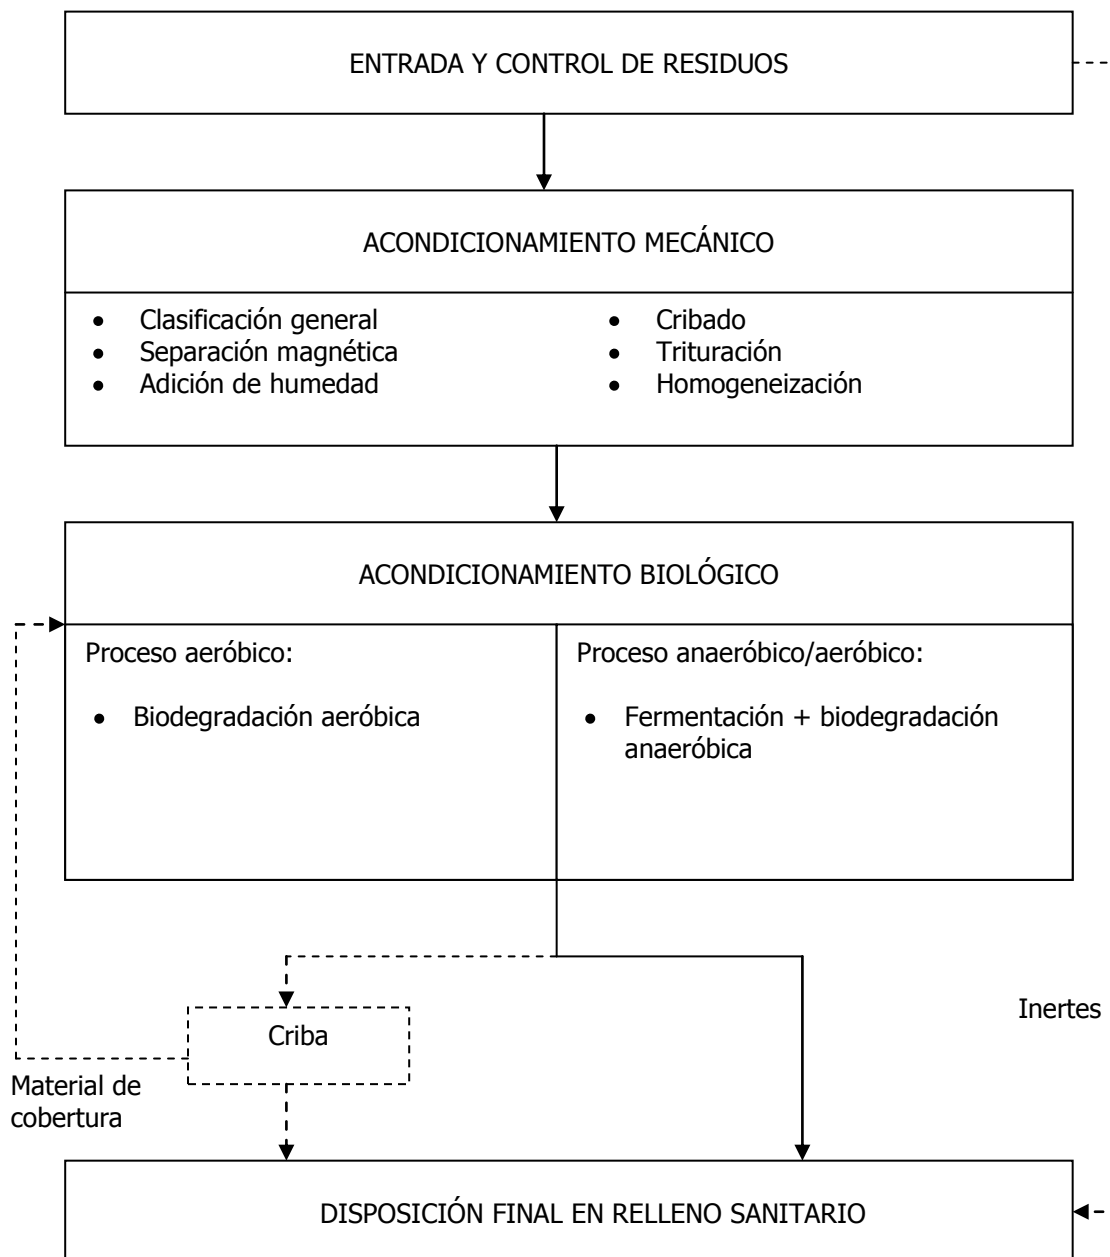 ENTRADA Y CONTROL DE RESIDUOS
ACONDICIONAMIENTO MECÁNICO
• Clasificación general
• Separación magnética
• Adición de humedad
• Cribado
• Trituración
• Homogeneización
ACONDICIONAMIENTO BIOLÓGICO
Proceso aeróbico:
• Biodegradación aeróbica
Proceso anaeróbico/aeróbico:
• Fermentación + biodegradación
anaeróbica
Criba
Inertes
Material de
cobertura
DISPOSICIÓN FINAL EN RELLENO SANITARIO